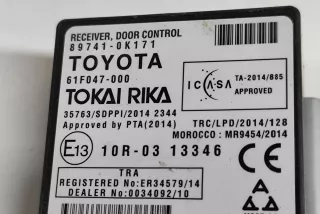 RECEIVER, DOOR CONTROL
89741-0K171
TOYOTA
61F047-000
TOKAI RIKA
ICASA
TA-2014/885
APPROVED
35763/SDPPI/2014 2344
Approved by PTA(2014)
TRC/LPD/2014/128
MOROCCO : MR9454/2014
E13 10R-03 13346 CE
TRA
REGISTERED No:ER34579/14
DEALER No:0034092/10